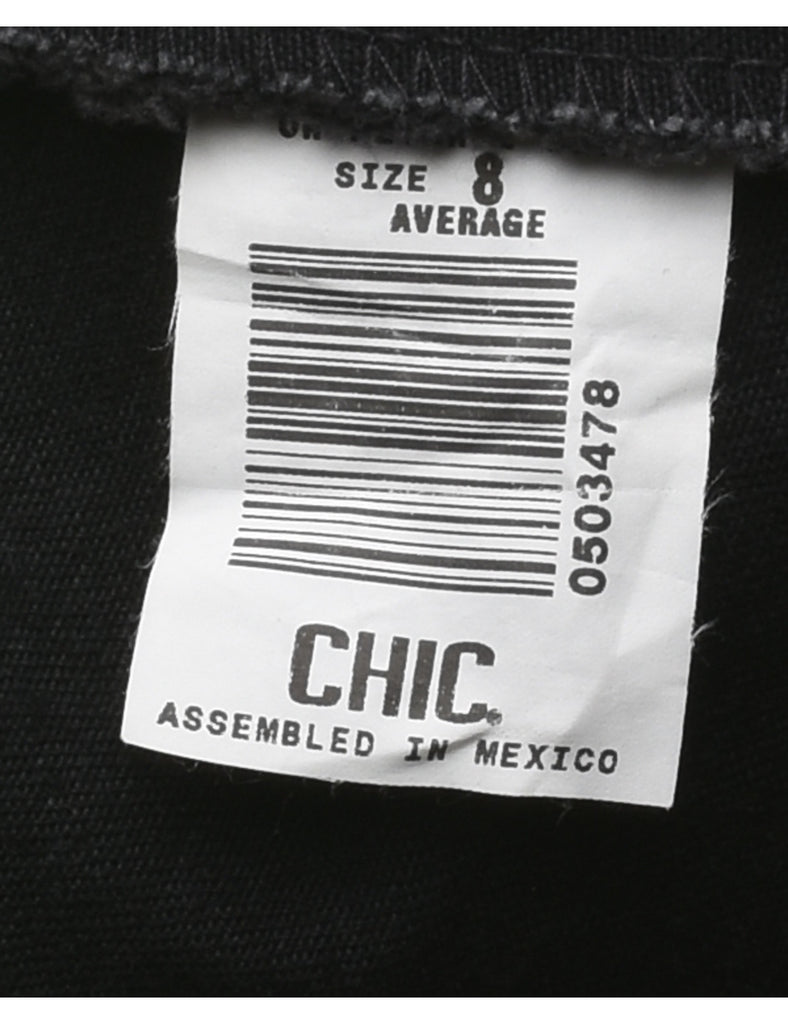 SIZE 8
AVERAGE
0503478
CHIC.
ASSEMBLED IN MEXICO